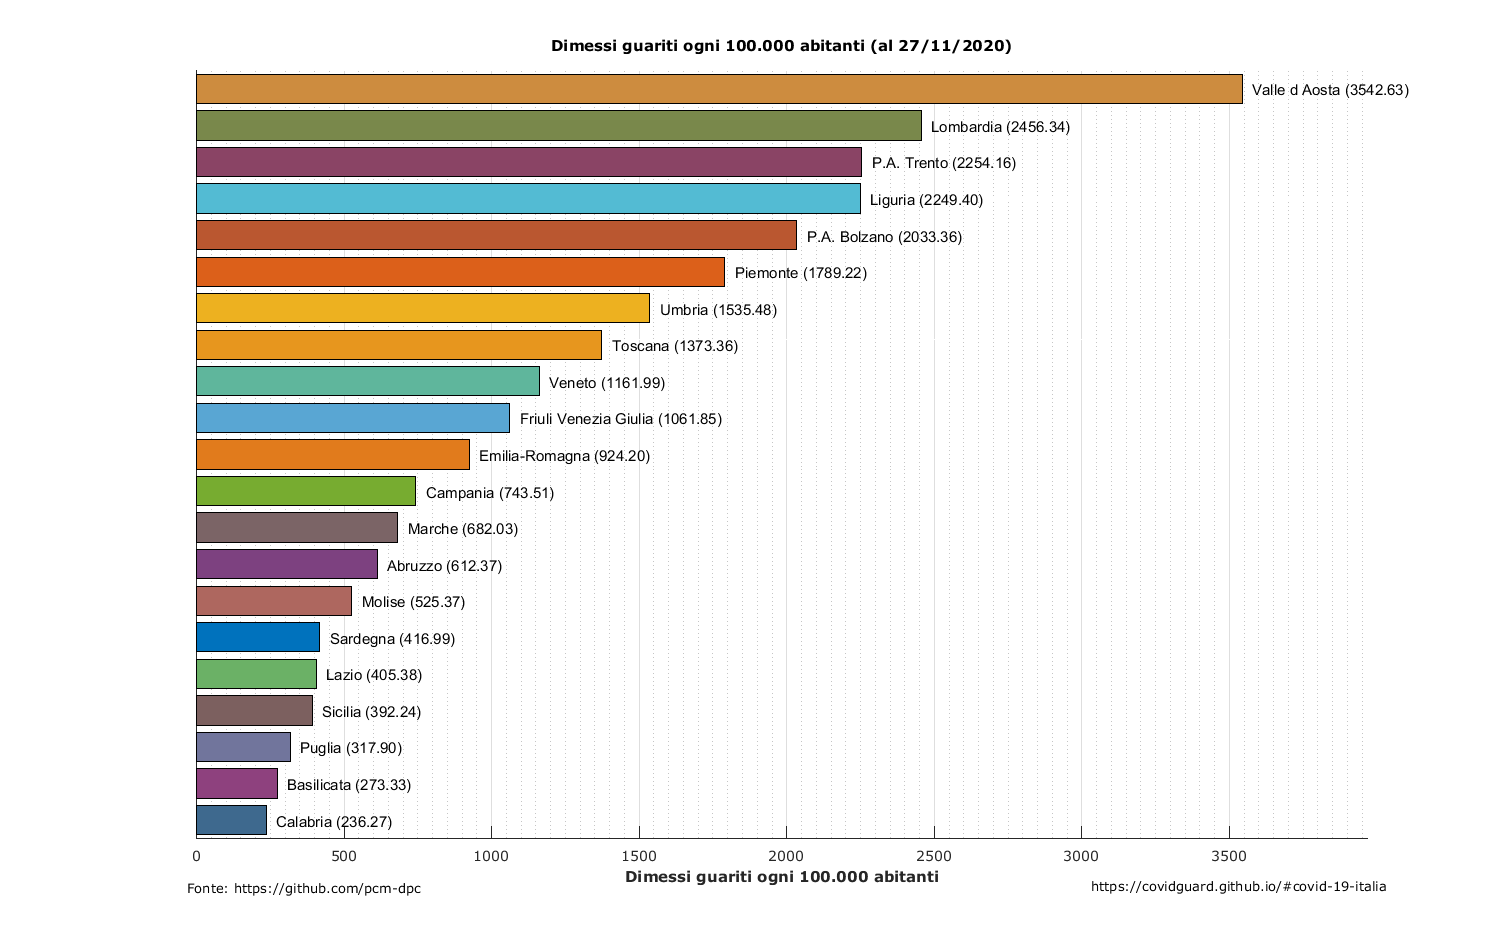 Dimessi guariti ogni 100.000 abitanti (al 27/11/2020)
Valle d Aosta (3542.63)
Lombardia (2456.34)
P.A. Trento (2254.16)
Liguria (2249.40)
P.A. Bolzano (2033.36)
Piemonte (1789.22)
Umbria (1535.48)
Toscana (1373.36)
Veneto (1161.99)
Friuli Venezia Giulia (1061.85)
Emilia-Romagna (924.20)
Campania (743.51)
Marche (682.03)
Abruzzo (612.37)
Molise (525.37)
Sardegna (416.99)
Lazio (405.38)
Sicilia (392.24)
Puglia (317.90)
Basilicata (273.33)
Calabria (236.27)
0 500 1000 1500 2000 2500 3000 3500
Dimessi guariti ogni 100.000 abitanti
Fonte: https://github.com/pcm-dpc
https://covidguard.github.io/#covid-19-italia